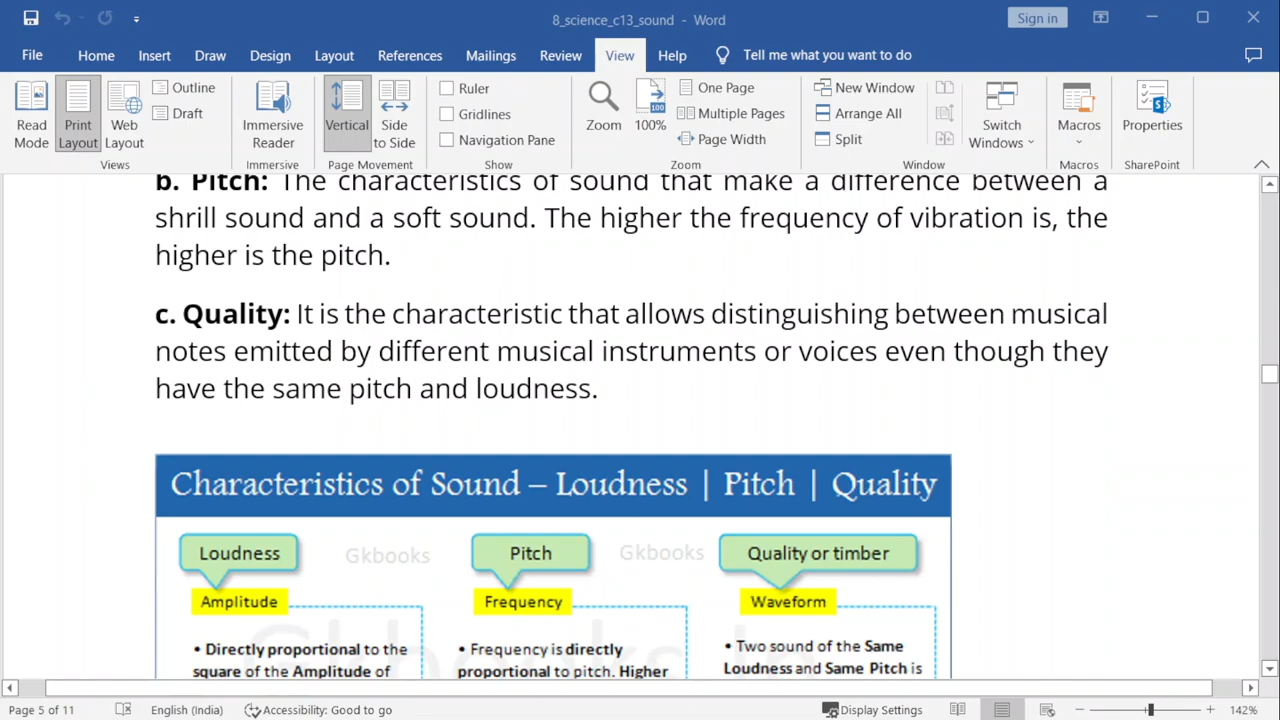 8_science_c13_sound - Word
Sign in
File Home Insert Draw Design Layout References Mailings Review View Help Tell me what you want to do
Read Mode
Print Layout
Web Layout
Outline
Draft
Views
Immersive Reader
Immersive
Vertical
Side to Side
Page Movement
Ruler
Gridlines
Navigation Pane
Show
Zoom
100
100%
One Page
Multiple Pages
Page Width
Zoom
New Window
Arrange All
Split
Switch Windows
Window
Macros
Macros
Properties
SharePoint
b. Pitch: The characteristics of sound that make a difference between a
shrill sound and a soft sound. The higher the frequency of vibration is, the
higher is the pitch.
c. Quality: It is the characteristic that allows distinguishing between musical
notes emitted by different musical instruments or voices even though they
have the same pitch and loudness.
Characteristics of Sound – Loudness | Pitch | Quality
Loudness Gkbooks Pitch Gkbooks Quality or timber
Amplitude Frequency Waveform
• Directly proportional to the
square of the Amplitude of
• Frequency is directly
proportional to pitch. Higher
• Two sound of the Same
Loudness and Same Pitch is
Page 5 of 11 English (India) Accessibility: Good to go Display Settings 142%